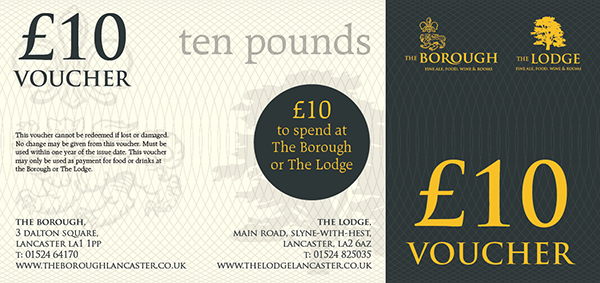 £10
VOUCHER
ten pounds
£10
to spend at
The Borough
or The Lodge
This voucher cannot be redeemed if lost or damaged.
No change may be given from this voucher. Must be
used within one year of the issue date. This voucher
may only be used as payment for food or drinks at
the Borough or The Lodge.
THE BOROUGH,
3 DALTON SQUARE,
LANCASTER LA1 1PP
T: 01524 64170
WWW.THEBOROUGHLANCASTER.CO.UK
THE LODGE,
MAIN ROAD, SLYNE-WITH-HEST,
LANCASTER, LA2 6AZ
T: 01524 825035
WWW.THELODGELANCASTER.CO.UK
THE BOROUGH
FINE ALE, FOOD, WINE & ROOMS
THE LODGE
FINE ALE, FOOD, WINE & ROOMS
£10
VOUCHER